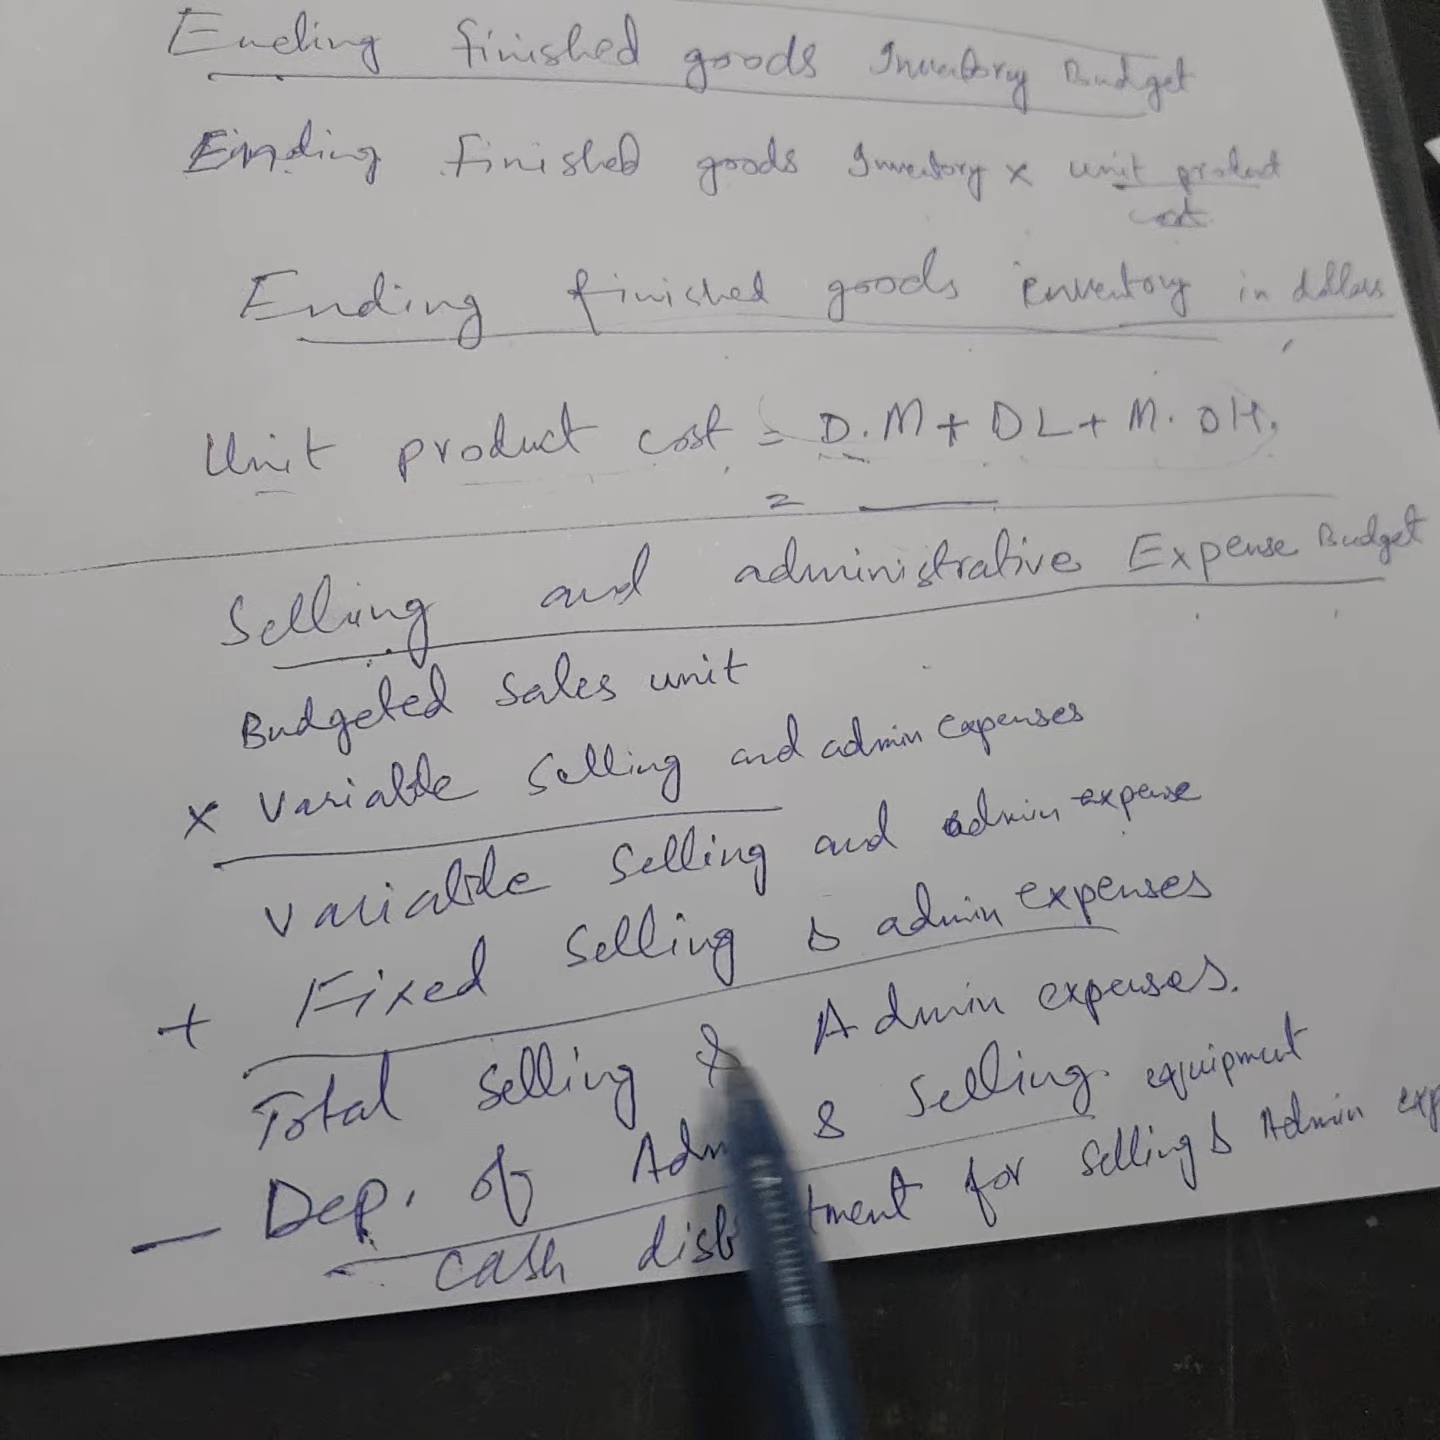 Ending finished goods Inventory Budget
Ending finished goods Inventory x unit product
cost
Ending finished goods inventory in dollars
Unit product cost = D.M + DL + M.OH.
=
Selling and administrative Expense Budget
Budgeted sales unit
x Variable selling and admin expenses
Variable selling and admin expense
+ Fixed selling & admin expenses
Total selling & Admin expenses.
— Dep. of & selling equipment
cash for selling & Admin